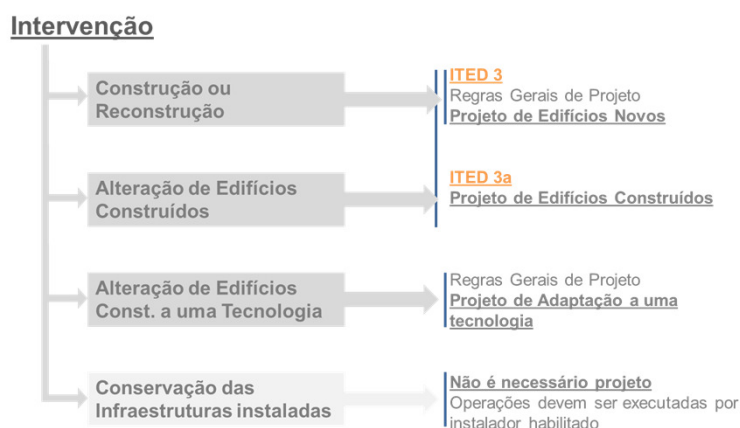 Intervenção
Construção ou
Reconstrução
ITED 3
Regras Gerais de Projeto
Projeto de Edifícios Novos
Alteração de Edifícios
Construídos
ITED 3a
Projeto de Edifícios Construídos
Alteração de Edifícios
Const. a uma Tecnologia
Regras Gerais de Projeto
Projeto de Adaptação a uma
tecnologia
Conservação das
Infraestruturas instaladas
Não é necessário projeto
Operações devem ser executadas por
instalador habilitado